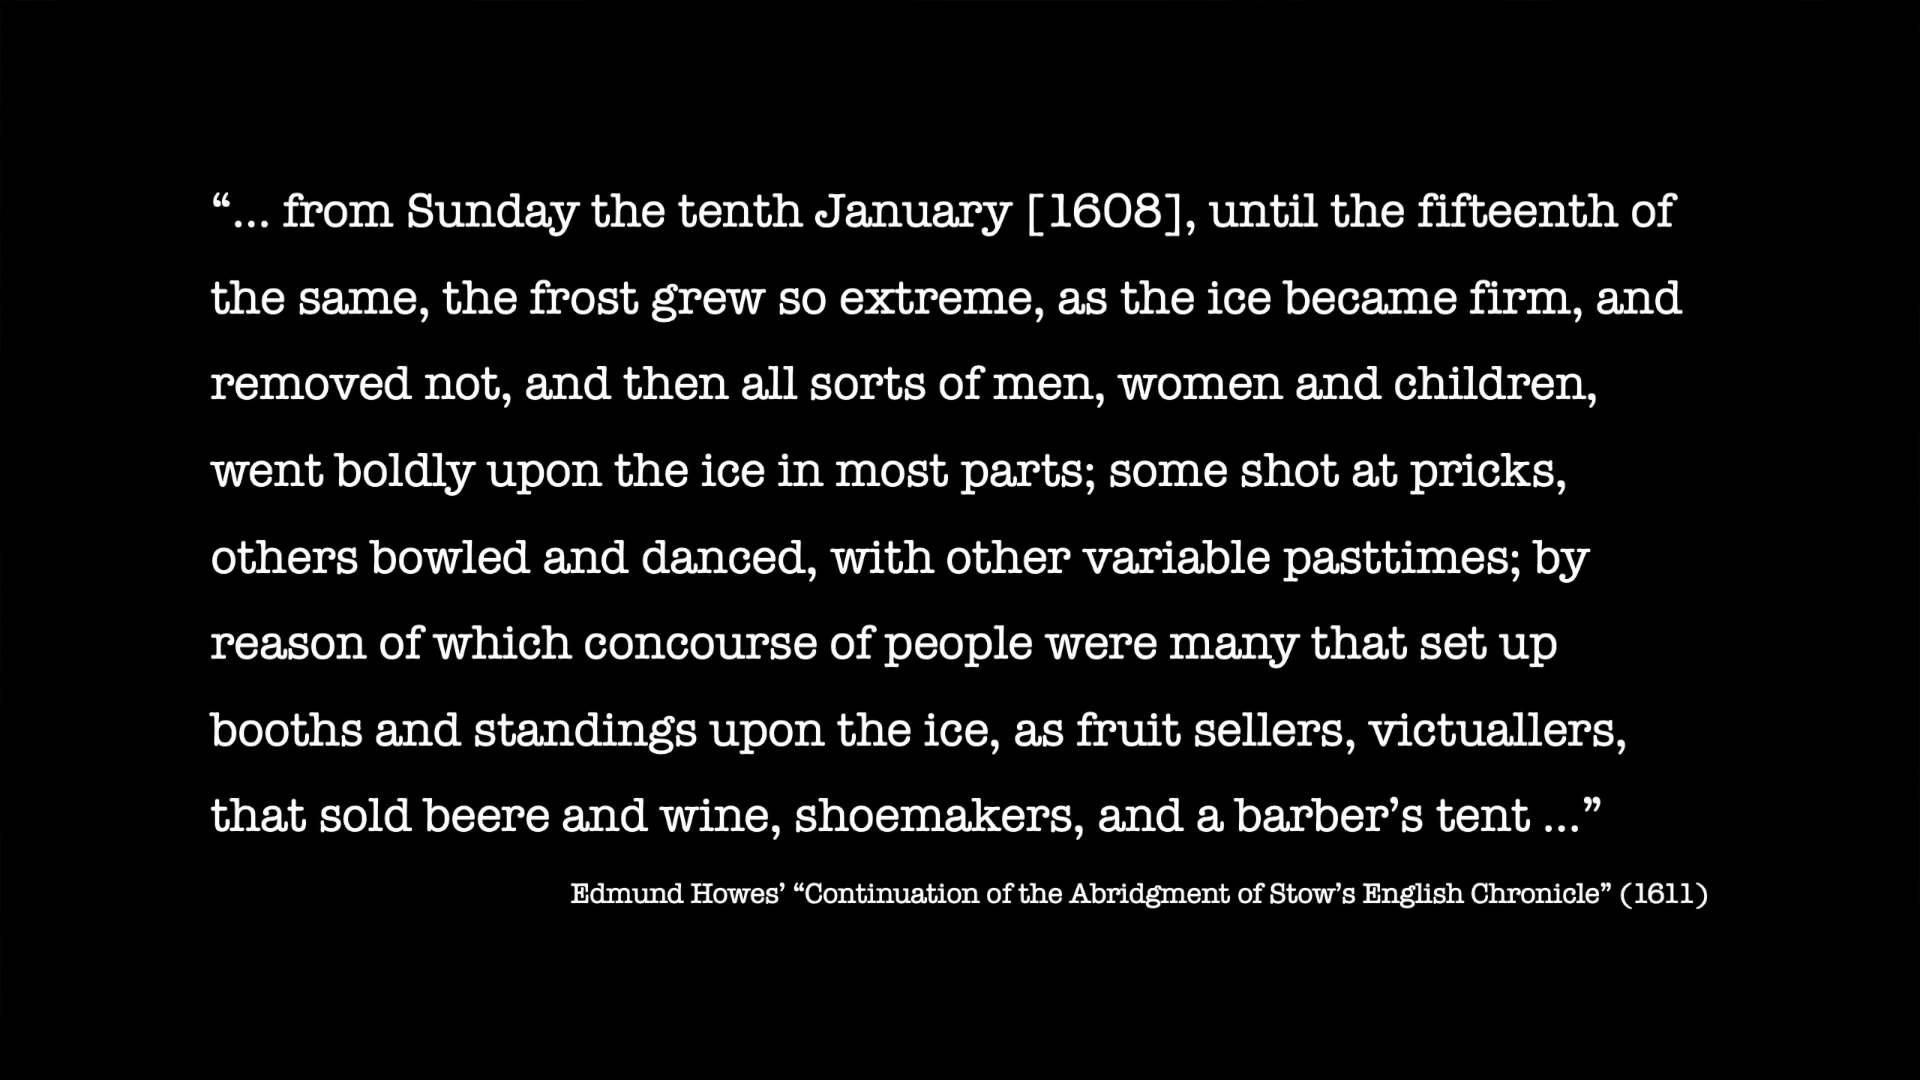 “... from Sunday the tenth January [1608], until the fifteenth of
the same, the frost grew so extreme, as the ice became firm, and
removed not, and then all sorts of men, women and children,
went boldly upon the ice in most parts; some shot at pricks,
others bowled and danced, with other variable pasttimes; by
reason of which concourse of people were many that set up
booths and standings upon the ice, as fruit sellers, victuallers,
that sold beere and wine, shoemakers, and a barber’s tent ...”
Edmund Howes’ “Continuation of the Abridgment of Stow’s English Chronicle” (1611)